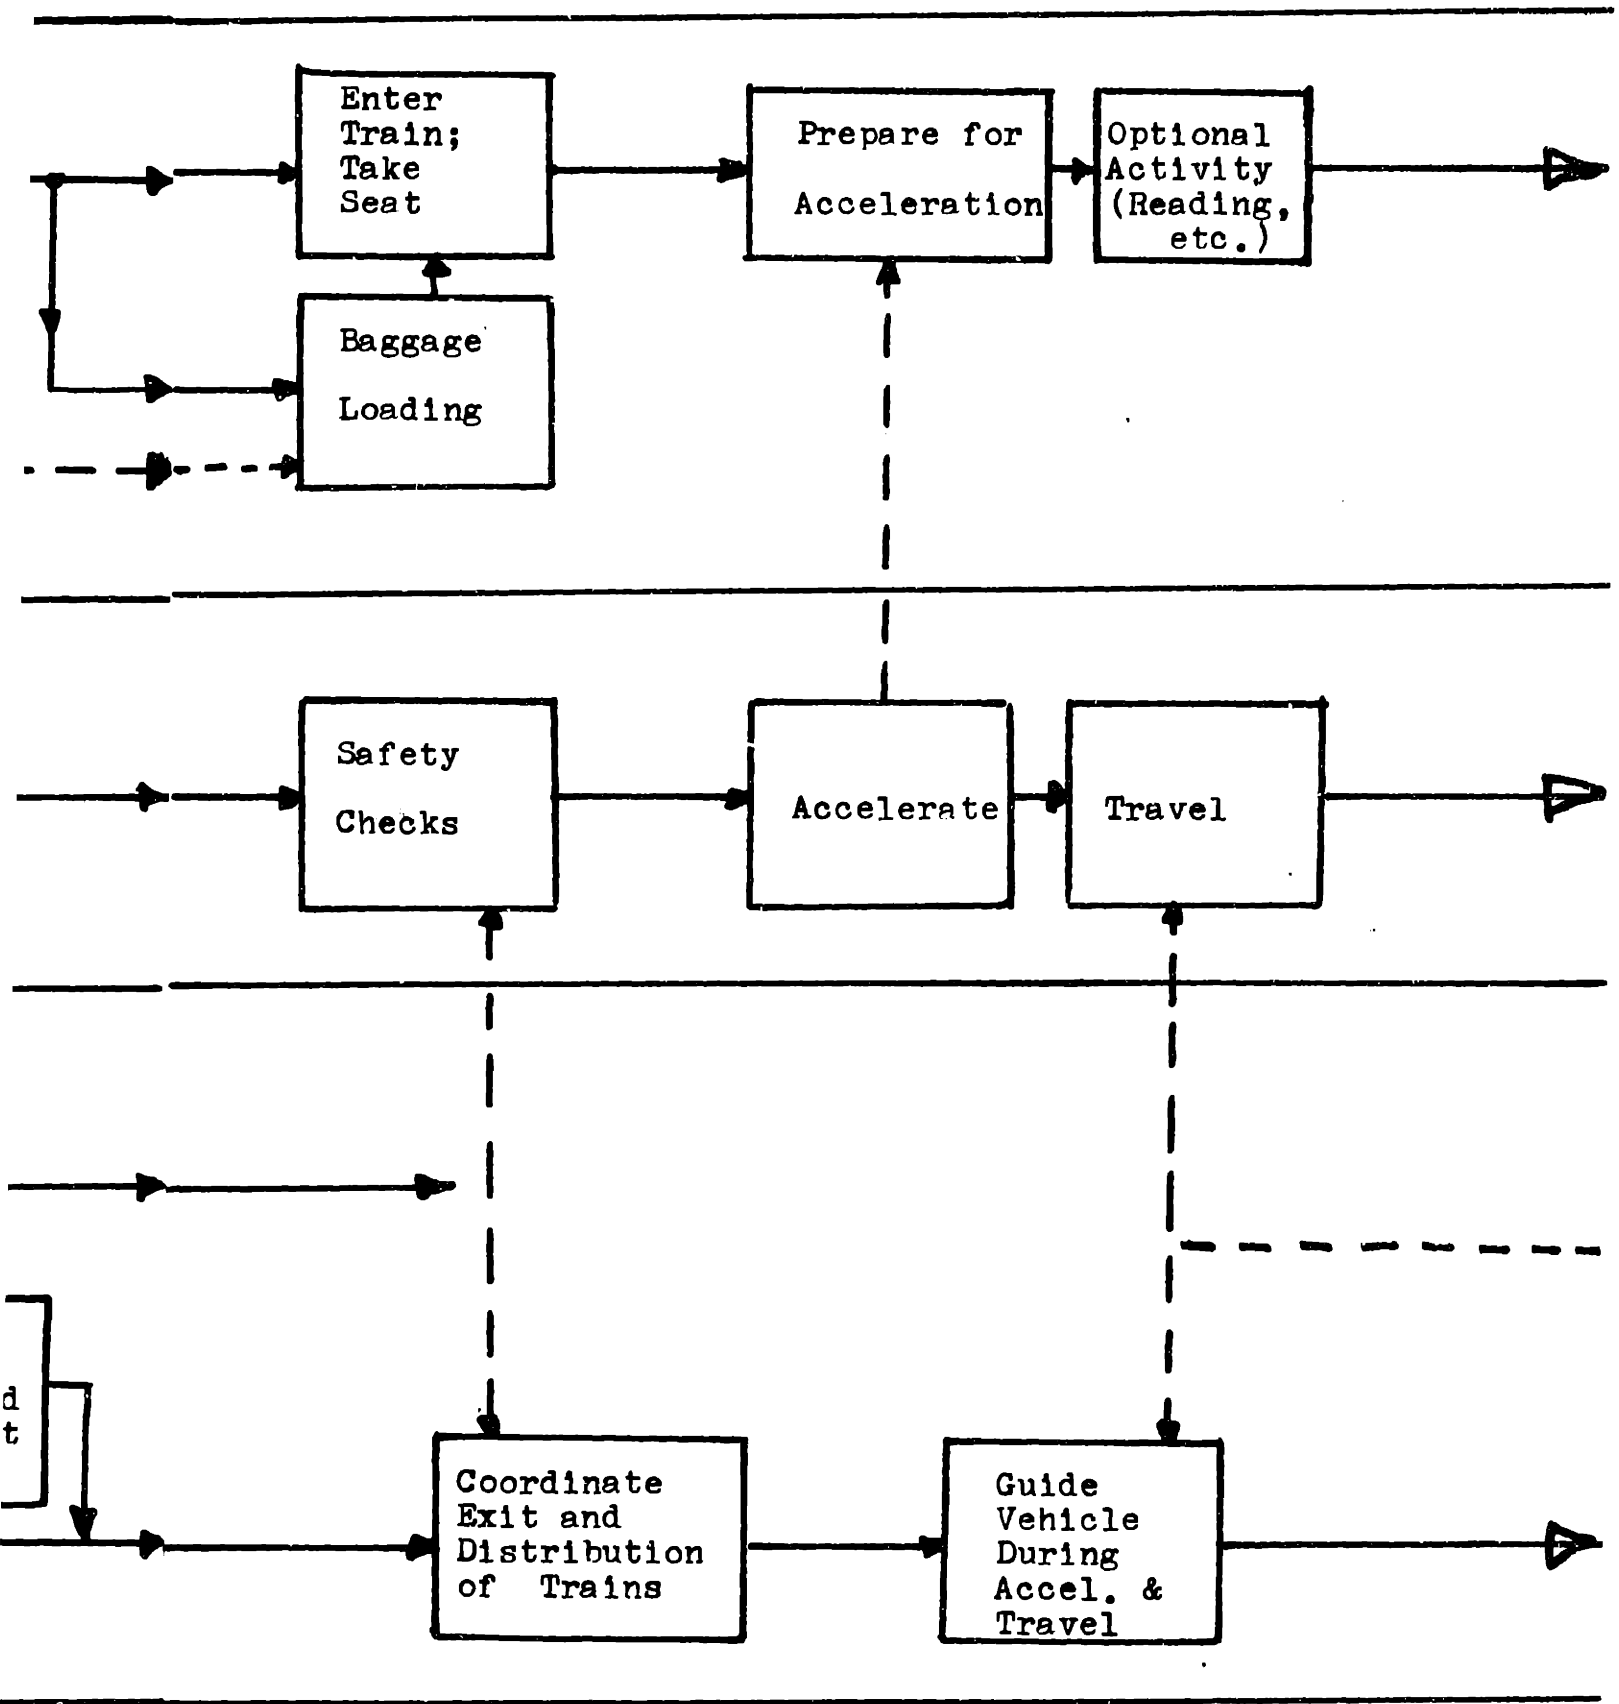 Enter
Train;
Take
Seat
Prepare for
Acceleration
Optional
Activity
(Reading,
etc.)
Baggage
Loading
Safety
Checks
Accelerate
Travel
d
t
Coordinate
Exit and
Distribution
of Trains
Guide
Vehicle
During
Accel. &
Travel